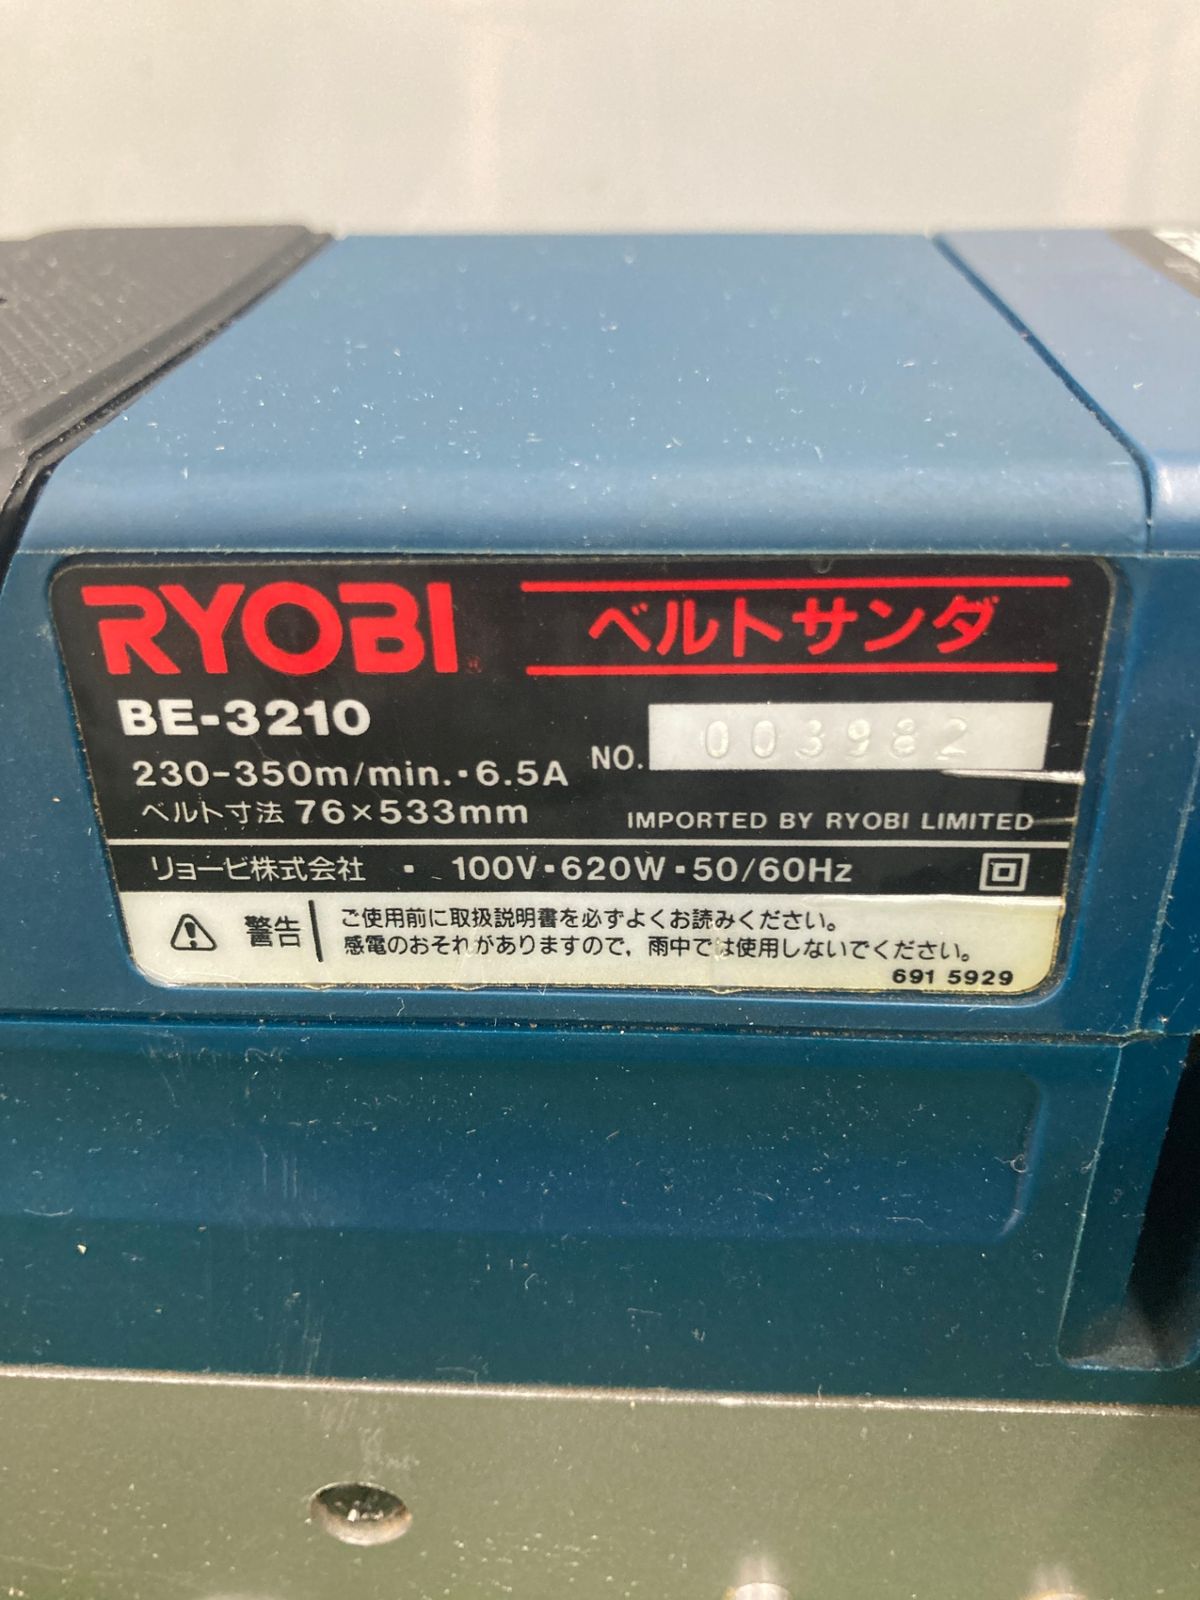 RYOBI
ベルトサンダ
BE-3210
NO. 003982
230-350m/min.・6.5A
ベルト寸法 76×533mm
IMPORTED BY RYOBI LIMITED
リョービ株式会社 ・ 100V・620W・50/60Hz
警告
ご使用前に取扱説明書を必ずよくお読みください。
感電のおそれがありますので，雨中では使用しないでください。
691 5929